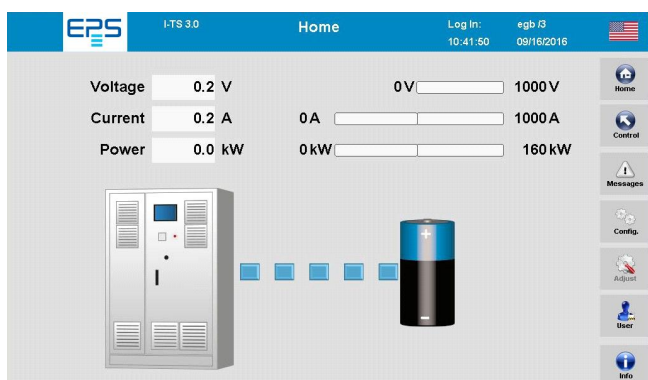 EPS
I-TS 3.0
Home
Log In: egb /3
10:41:50 09/16/2016
Voltage 0.2 V 0 V 1000 V
Current 0.2 A 0 A 1000 A
Power 0.0 kW 0 kW 160 kW
Home
Control
Messages
Config.
Adjust
User
Info
+
-